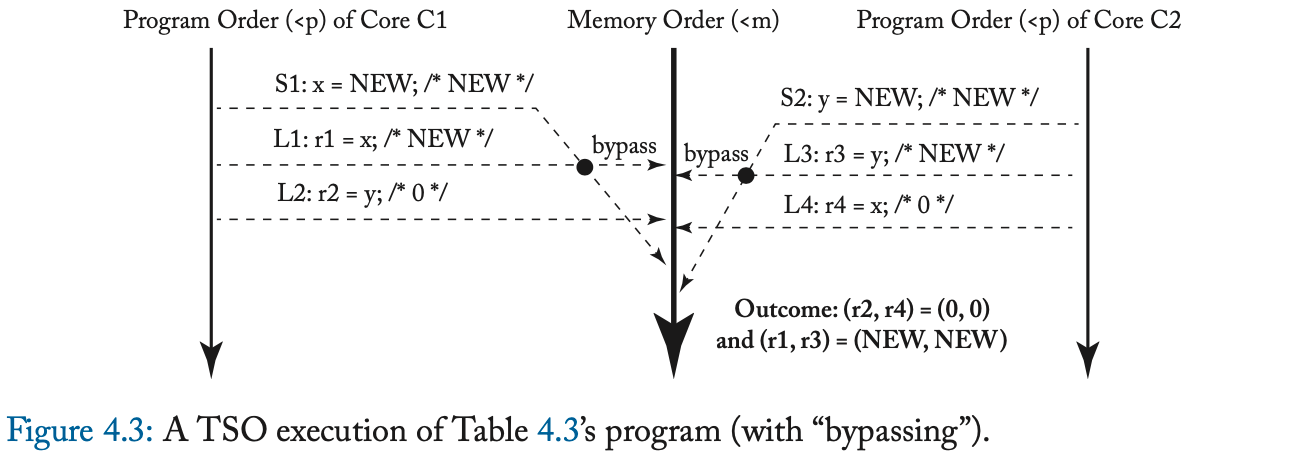 Program Order (<p) of Core C1
Memory Order (<m)
Program Order (<p) of Core C2
S1: x = NEW; /* NEW */
S2: y = NEW; /* NEW */
L1: r1 = x; /* NEW */
bypass
bypass
L3: r3 = y; /* NEW */
L2: r2 = y; /* 0 */
L4: r4 = x; /* 0 */
Outcome: (r2, r4) = (0, 0)
and (r1, r3) = (NEW, NEW)
Figure 4.3: A TSO execution of Table 4.3’s program (with “bypassing”).